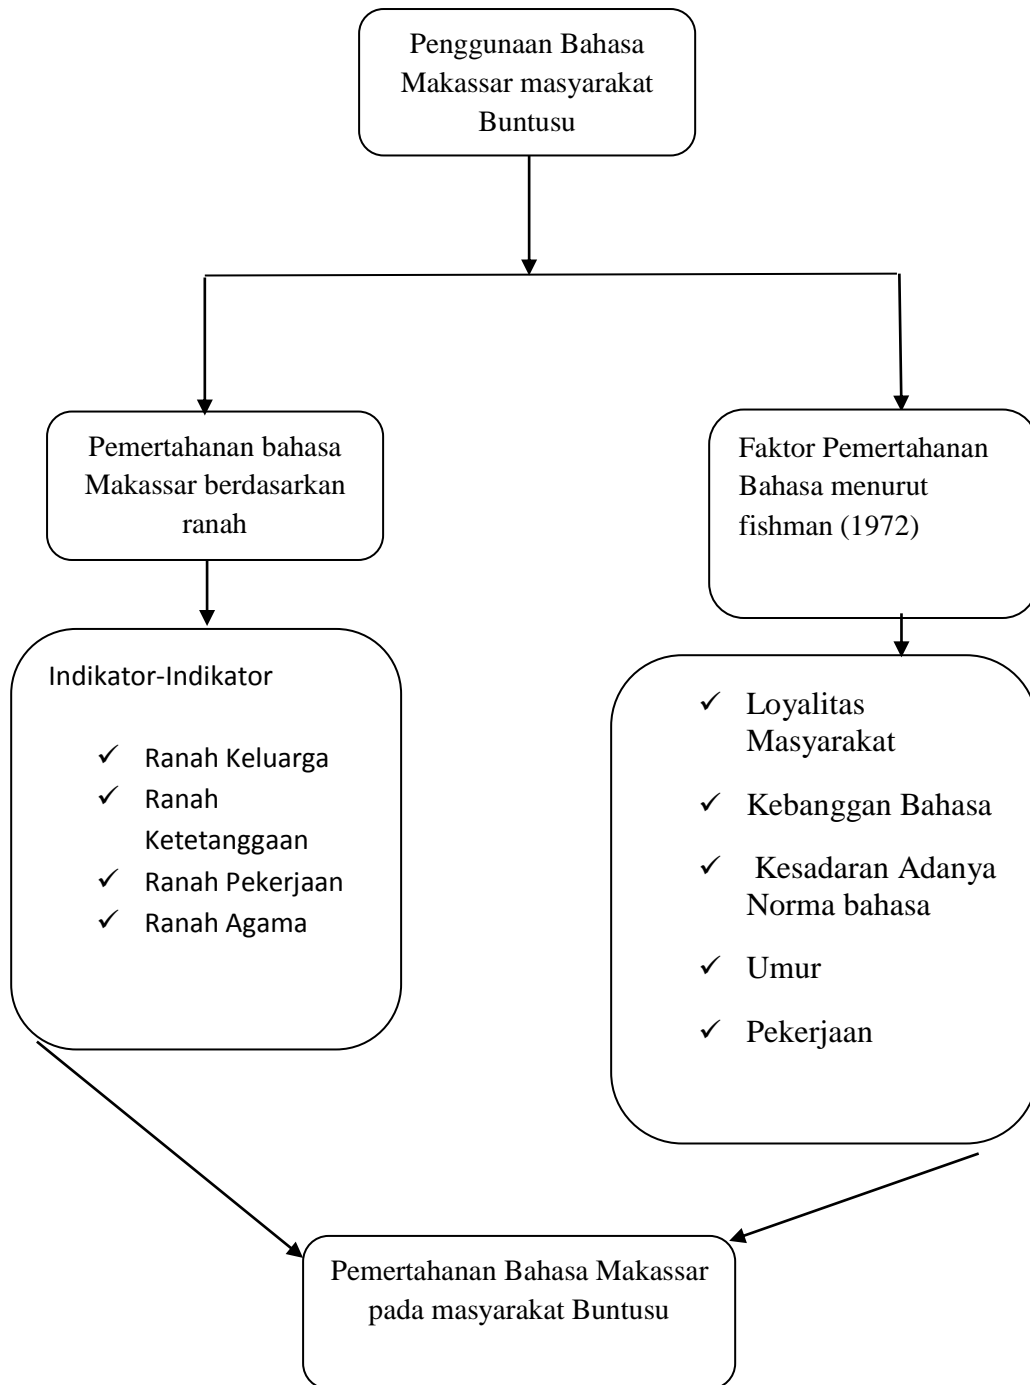 Penggunaan Bahasa
Makassar masyarakat
Buntusu
Pemertahanan bahasa
Makassar berdasarkan
ranah
Faktor Pemertahanan
Bahasa menurut
fishman (1972)
Indikator-Indikator
✓ Ranah Keluarga
✓ Ranah
Ketetanggaan
✓ Ranah Pekerjaan
✓ Ranah Agama
✓ Loyalitas
Masyarakat
✓ Kebanggan Bahasa
✓ Kesadaran Adanya
Norma bahasa
✓ Umur
✓ Pekerjaan
Pemertahanan Bahasa Makassar
pada masyarakat Buntusu